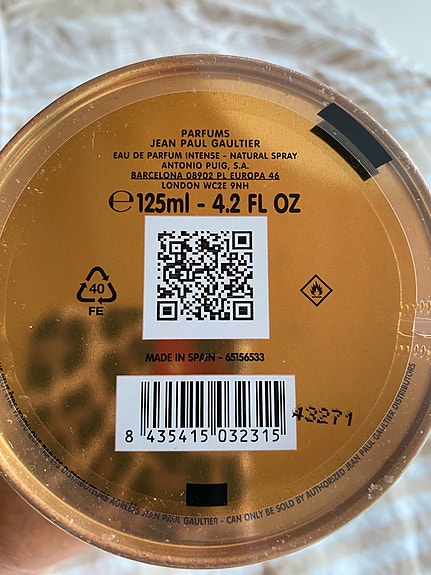 PARFUMS
JEAN PAUL GAULTIER
EAU DE PARFUM INTENSE - NATURAL SPRAY
ANTONIO PUIG, S.A.
BARCELONA 08902 PL EUROPA 46
LONDON WC2E 9NH
℮125ml - 4.2 FL OZ
40
FE
MADE IN SPAIN - 65156533
43271
8 435415 032315
DISTRIBUTEURS AGRÉÉS JEAN PAUL GAULTIER - CAN ONLY BE SOLD BY AUTHORIZED JEAN PAUL GAULTIER DISTRIBUTORS